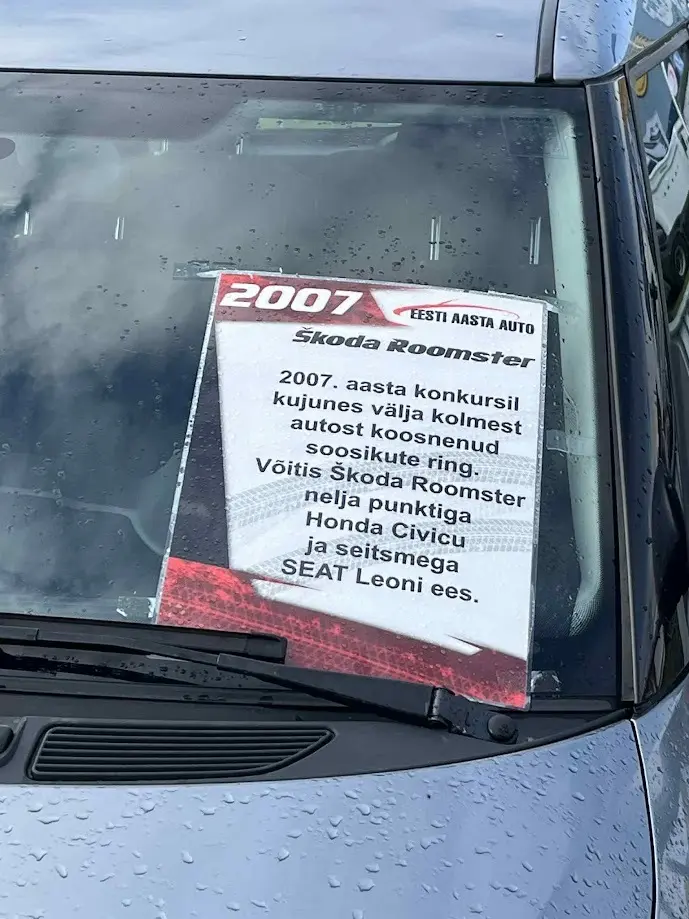 2007
EESTI AASTA AUTO
Škoda Roomster
2007. aasta konkursil
kujunes välja kolmest
autost koosnenud
soosikute ring.
Võitis Škoda Roomster
nelja punktiga
Honda Civicu
ja seitsmega
SEAT Leoni ees.